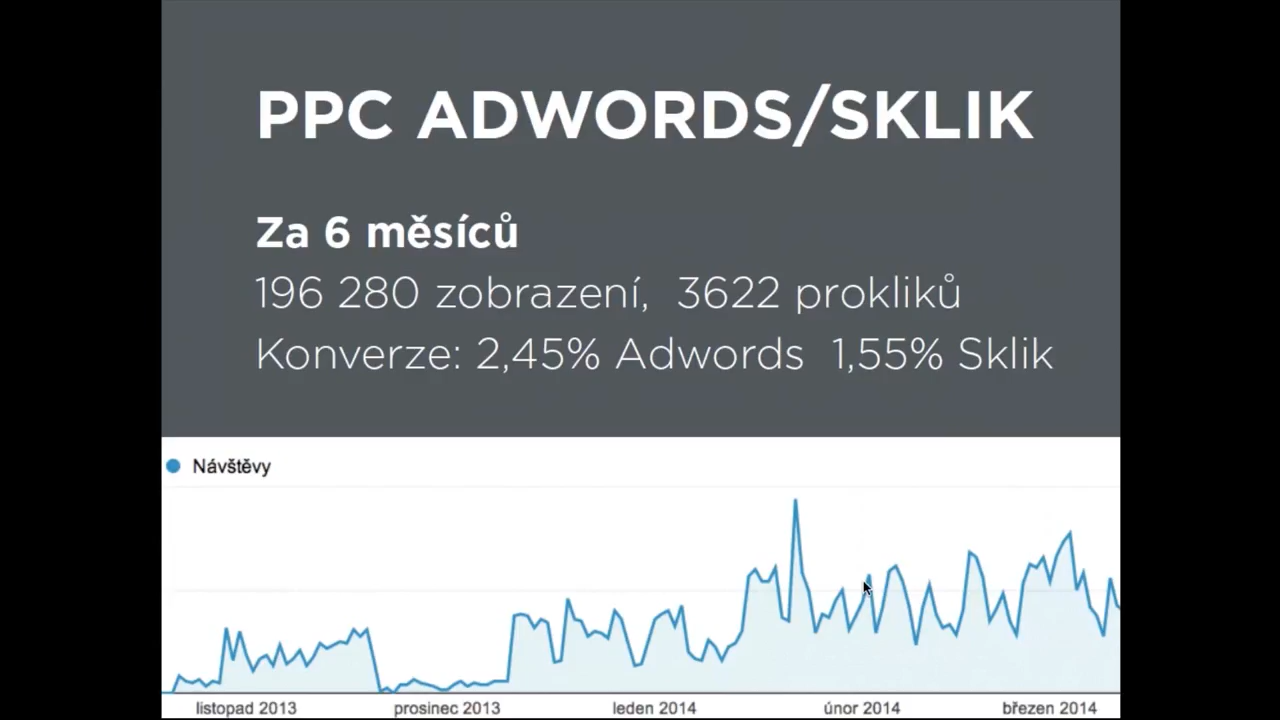 PPC ADWORDS/SKLIK
Za 6 měsíců
196 280 zobrazení, 3622 prokliků
Konverze: 2,45% Adwords 1,55% Sklik
Návštěvy
listopad 2013 prosinec 2013 leden 2014 únor 2014 březen 2014